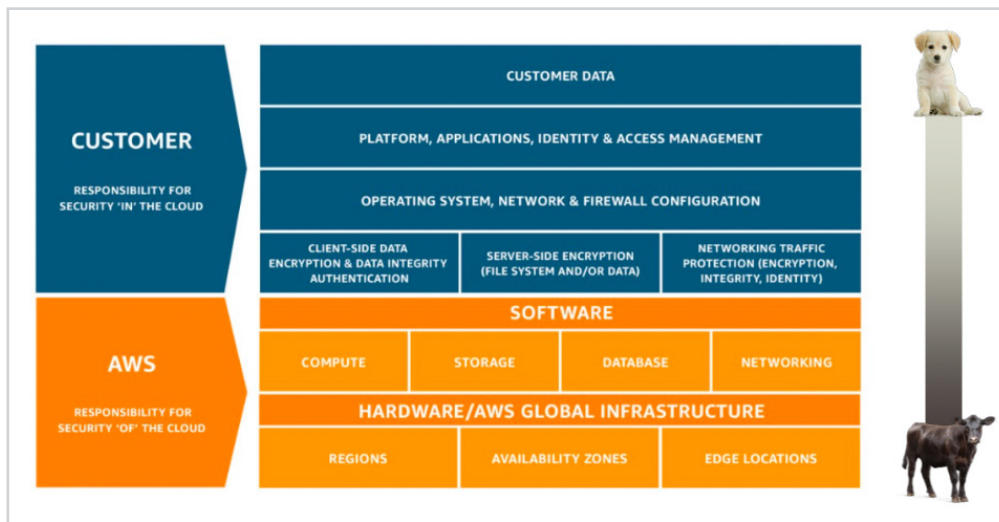 CUSTOMER
RESPONSIBILITY FOR
SECURITY ‘IN’ THE CLOUD
CUSTOMER DATA
PLATFORM, APPLICATIONS, IDENTITY & ACCESS MANAGEMENT
OPERATING SYSTEM, NETWORK & FIREWALL CONFIGURATION
CLIENT-SIDE DATA
ENCRYPTION & DATA INTEGRITY
AUTHENTICATION
SERVER-SIDE ENCRYPTION
(FILE SYSTEM AND/OR DATA)
NETWORKING TRAFFIC
PROTECTION (ENCRYPTION,
INTEGRITY, IDENTITY)
AWS
RESPONSIBILITY FOR
SECURITY ‘OF’ THE CLOUD
SOFTWARE
COMPUTE
STORAGE
DATABASE
NETWORKING
HARDWARE/AWS GLOBAL INFRASTRUCTURE
REGIONS
AVAILABILITY ZONES
EDGE LOCATIONS